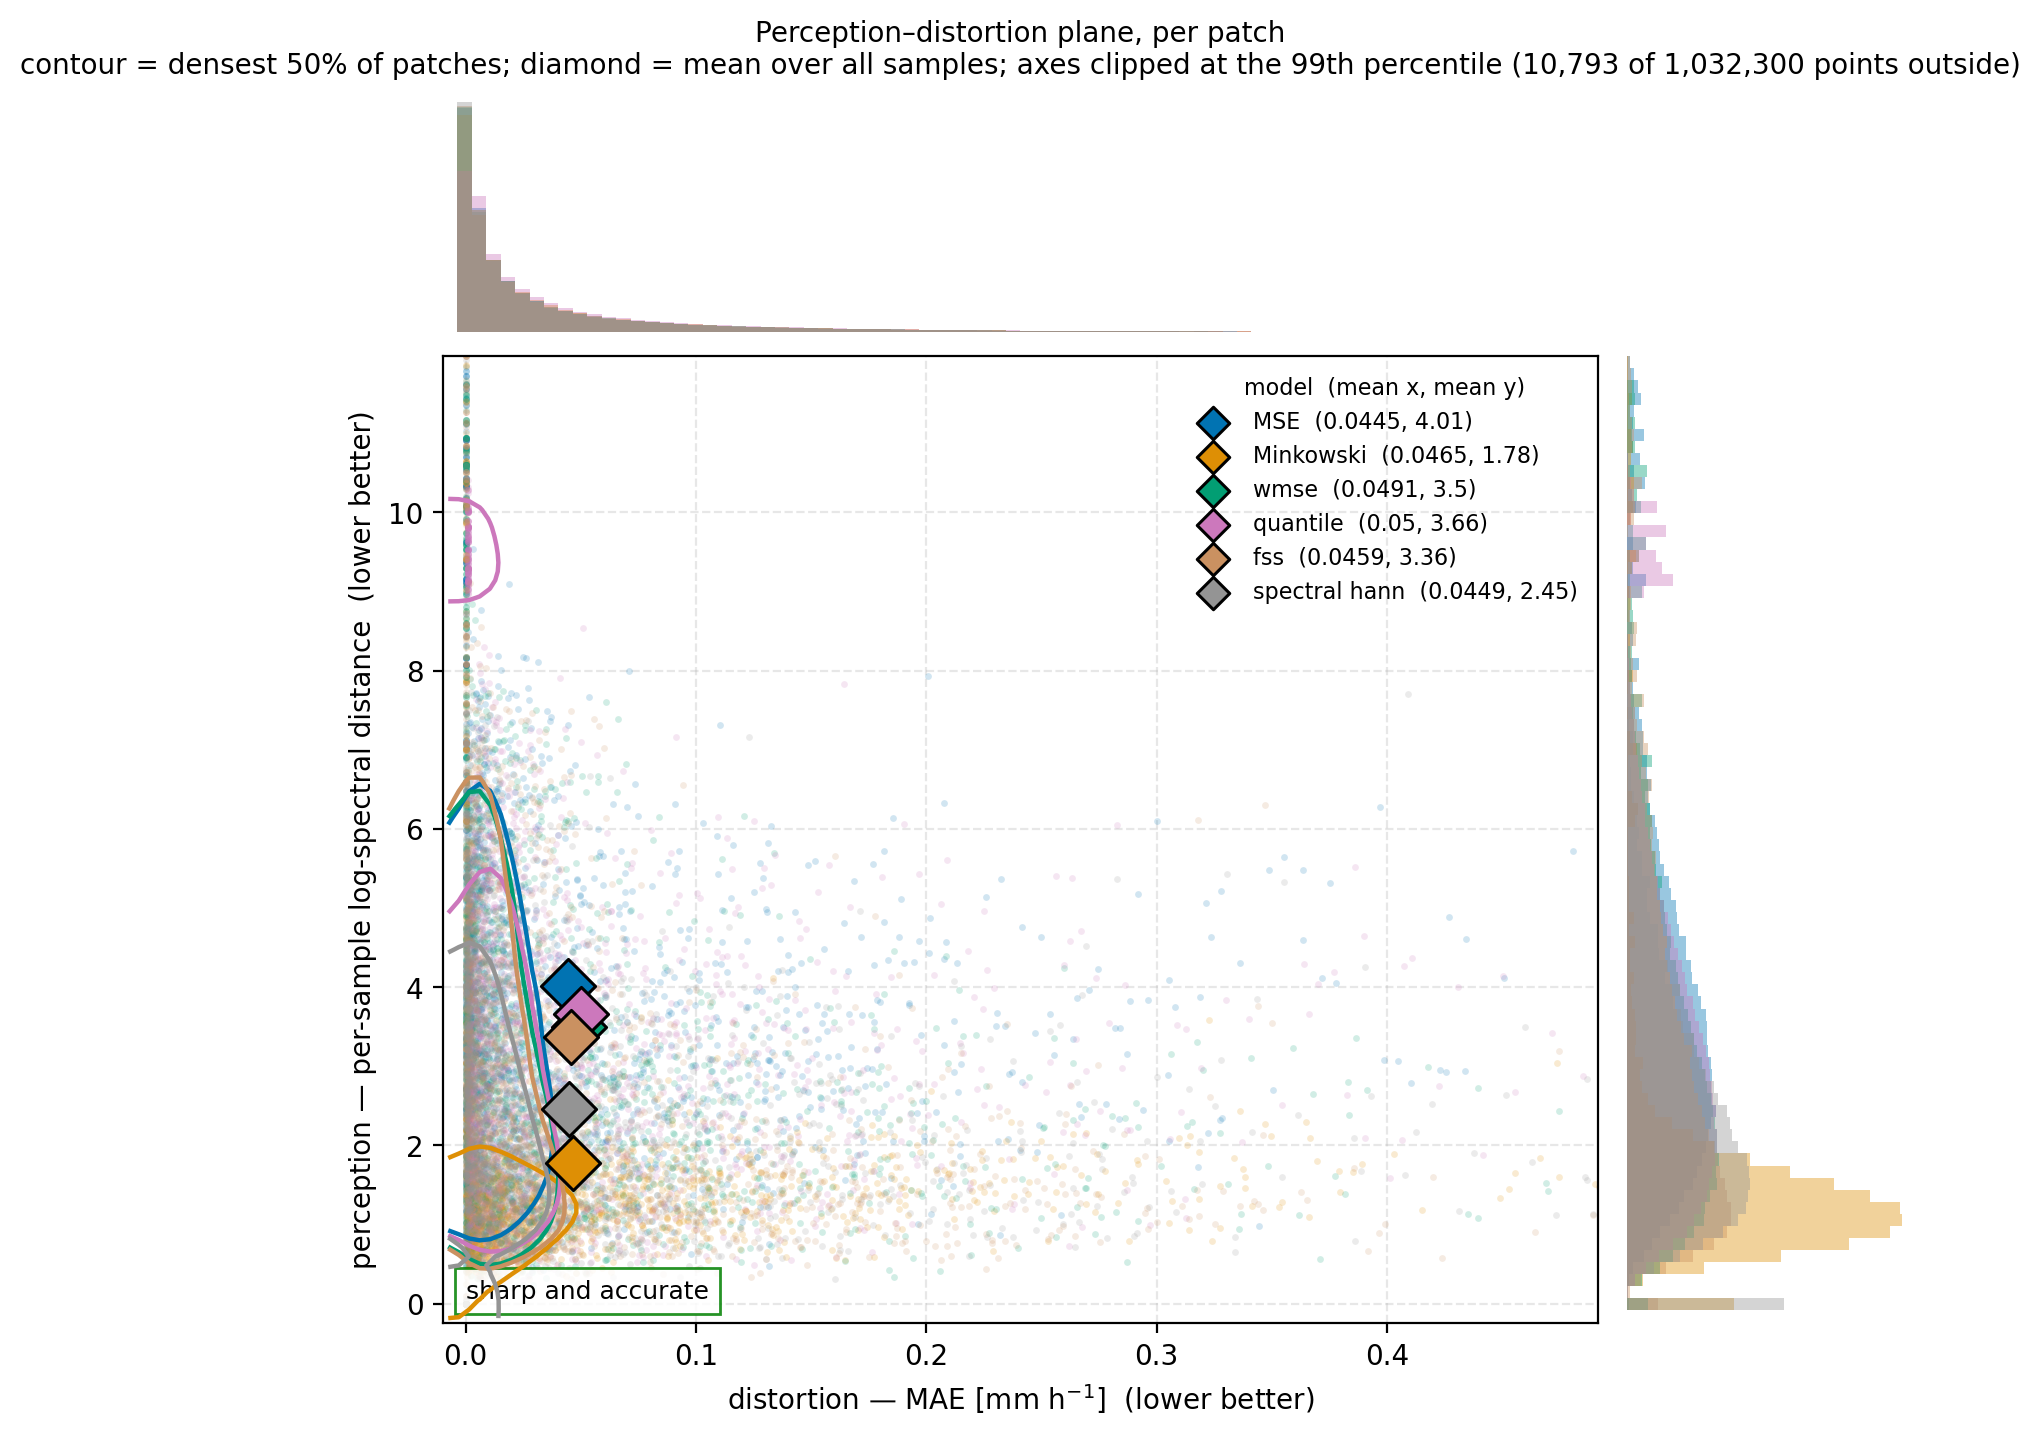 Perception–distortion plane, per patch
contour = densest 50% of patches; diamond = mean over all samples; axes clipped at the 99th percentile (10,793 of 1,032,300 points outside)
model (mean x, mean y)
MSE (0.0445, 4.01)
Minkowski (0.0465, 1.78)
wmse (0.0491, 3.5)
quantile (0.05, 3.66)
fss (0.0459, 3.36)
spectral hann (0.0449, 2.45)
perception — per-sample log-spectral distance (lower better)
10
8
6
4
2
0
sharp and accurate
0.0 0.1 0.2 0.3 0.4
distortion — MAE [mm h⁻¹] (lower better)